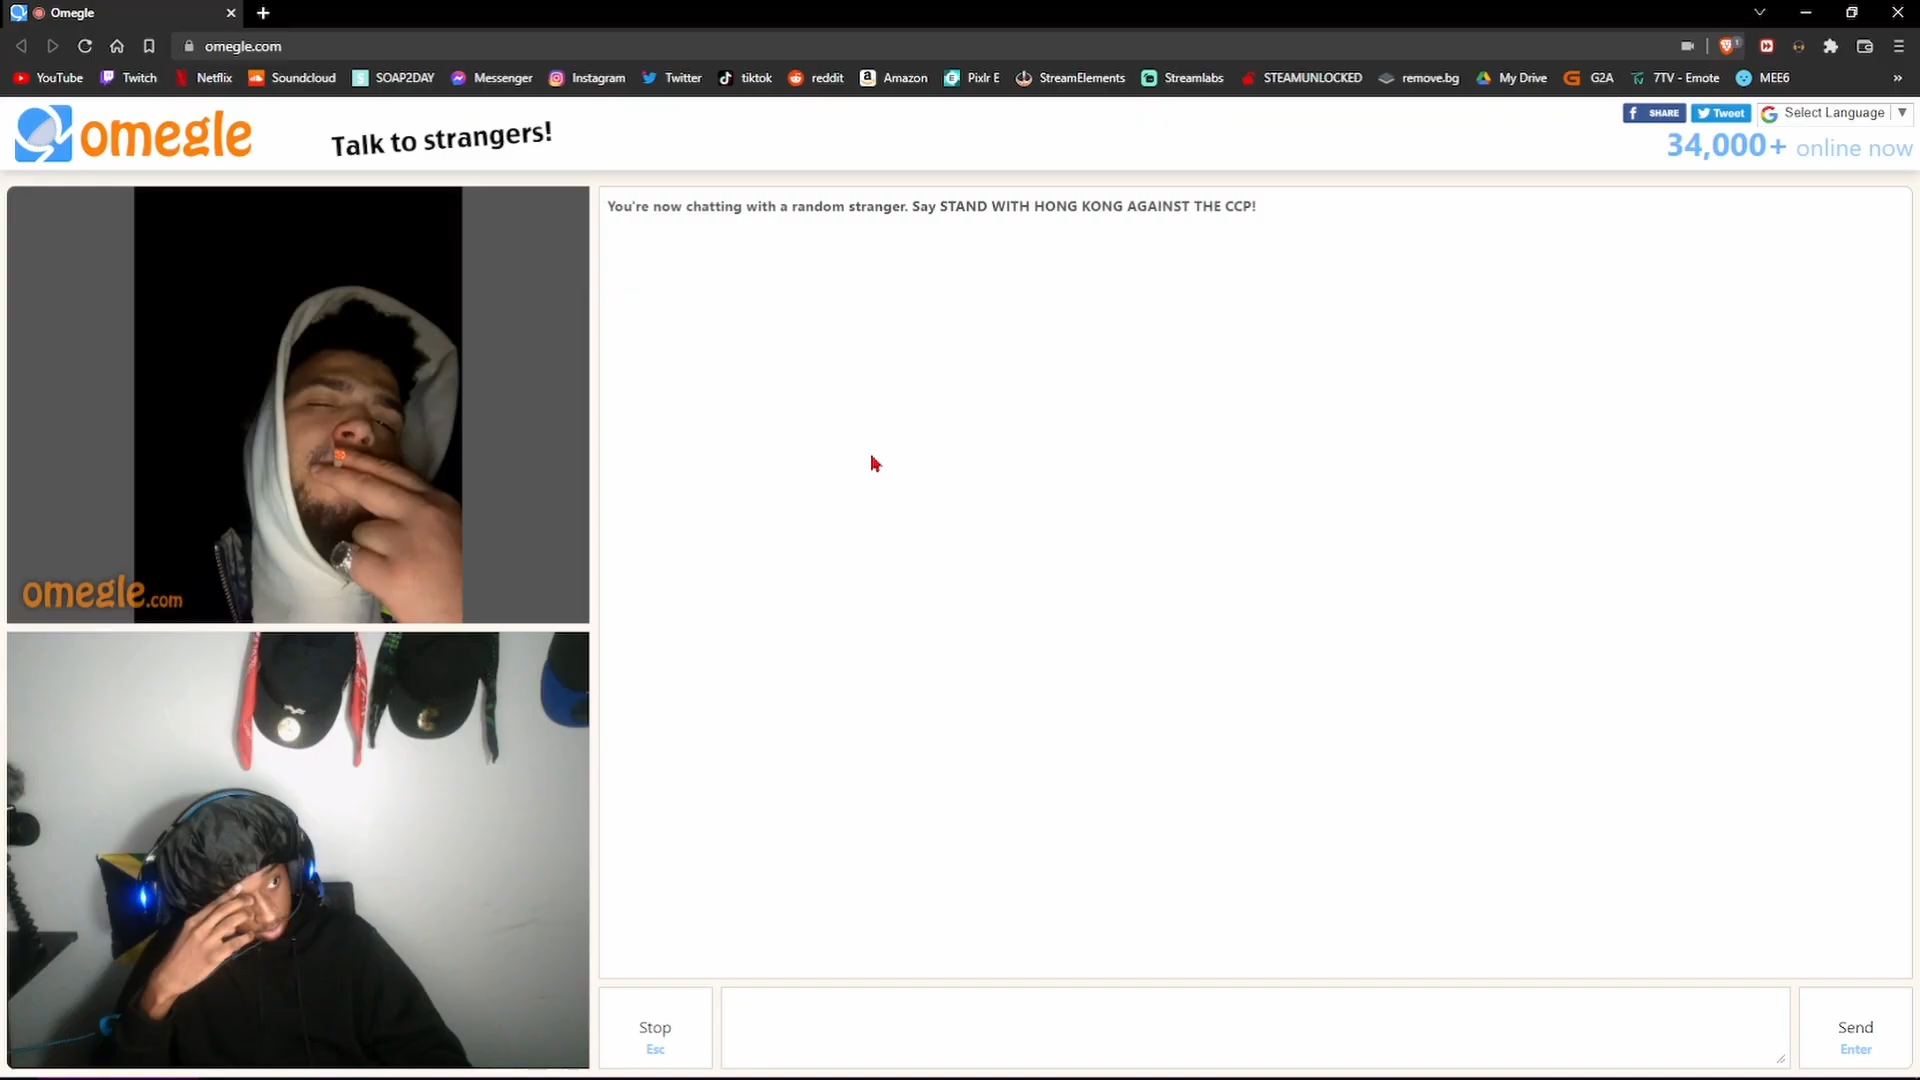 Omegle
omegle.com
1
YouTube
Twitch
Netflix
Soundcloud
SOAP2DAY
Messenger
Instagram
Twitter
tiktok
reddit
Amazon
Pixlr E
StreamElements
Streamlabs
STEAMUNLOCKED
remove.bg
My Drive
G2A
7TV - Emote
MEE6
»
omegle
Talk to strangers!
SHARE
Tweet
Select Language
34,000+ online now
You're now chatting with a random stranger. Say STAND WITH HONG KONG AGAINST THE CCP!
omegle.com
Stop
Esc
Send
Enter